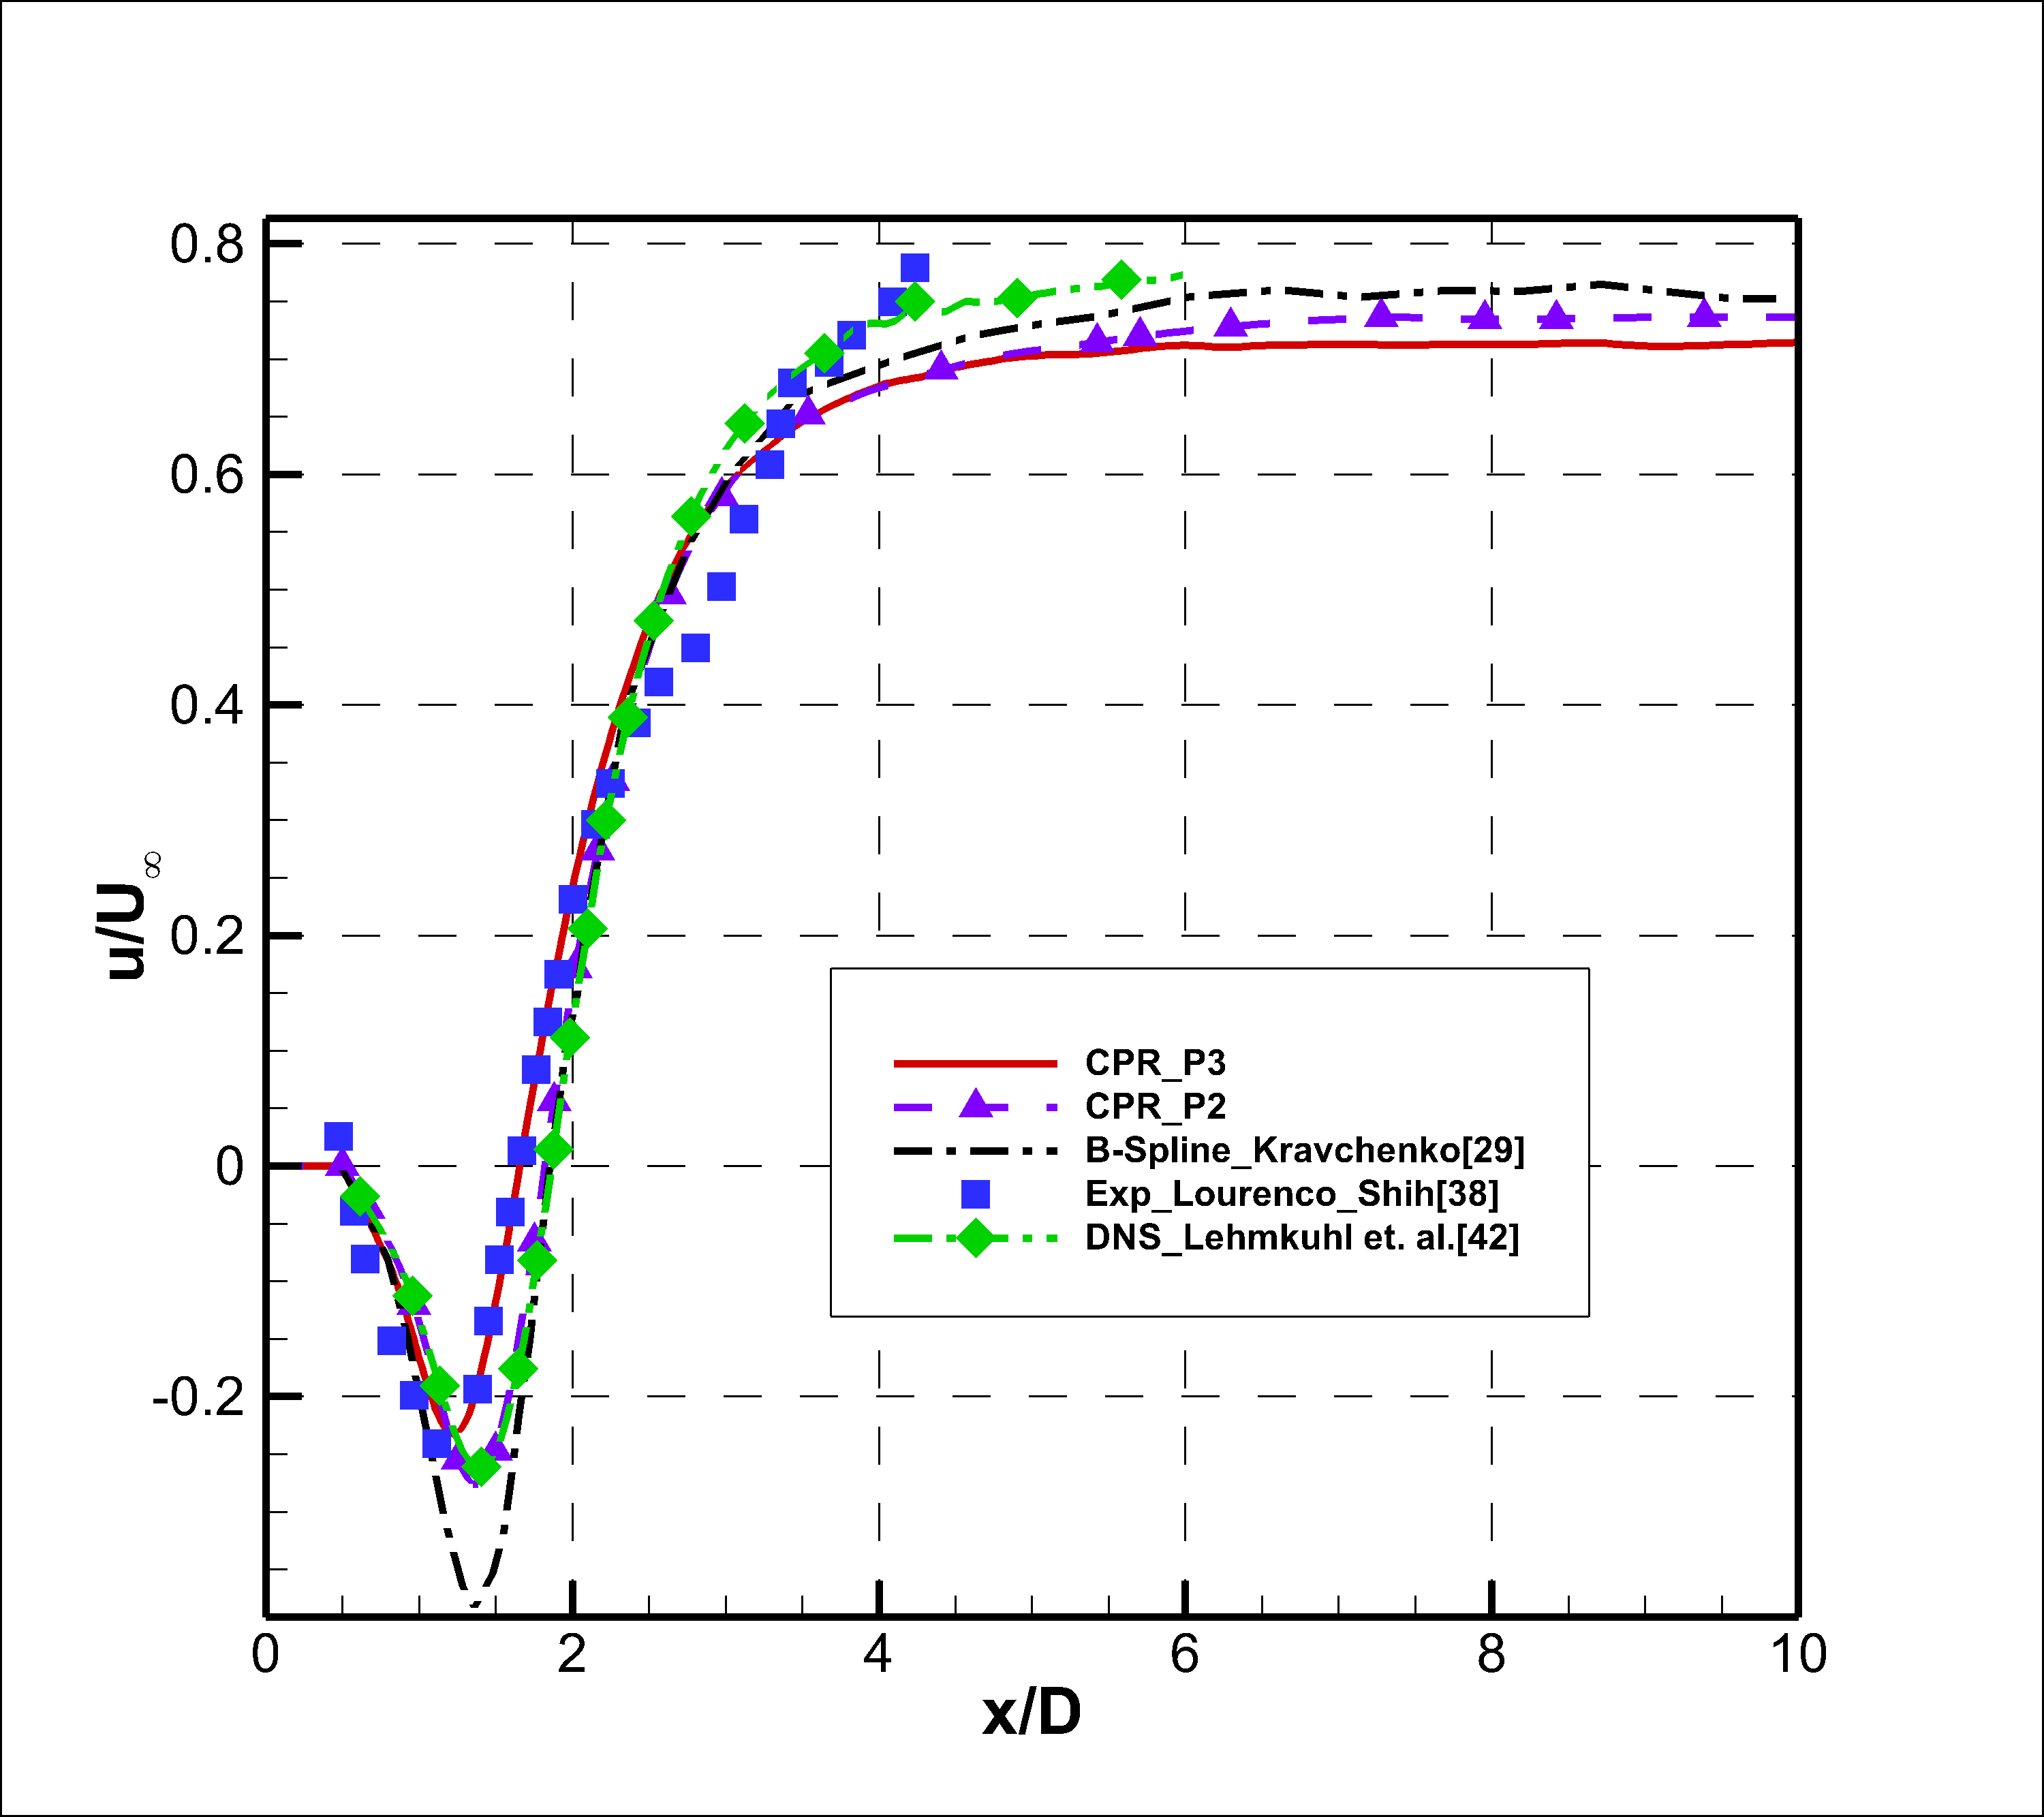 0.8
0.6
0.4
0.2
0
-0.2
u/U∞
CPR_P3
CPR_P2
B-Spline_Kravchenko[29]
Exp_Lourenco_Shih[38]
DNS_Lehmkuhl et. al.[42]
0 2 4 6 8 10
x/D